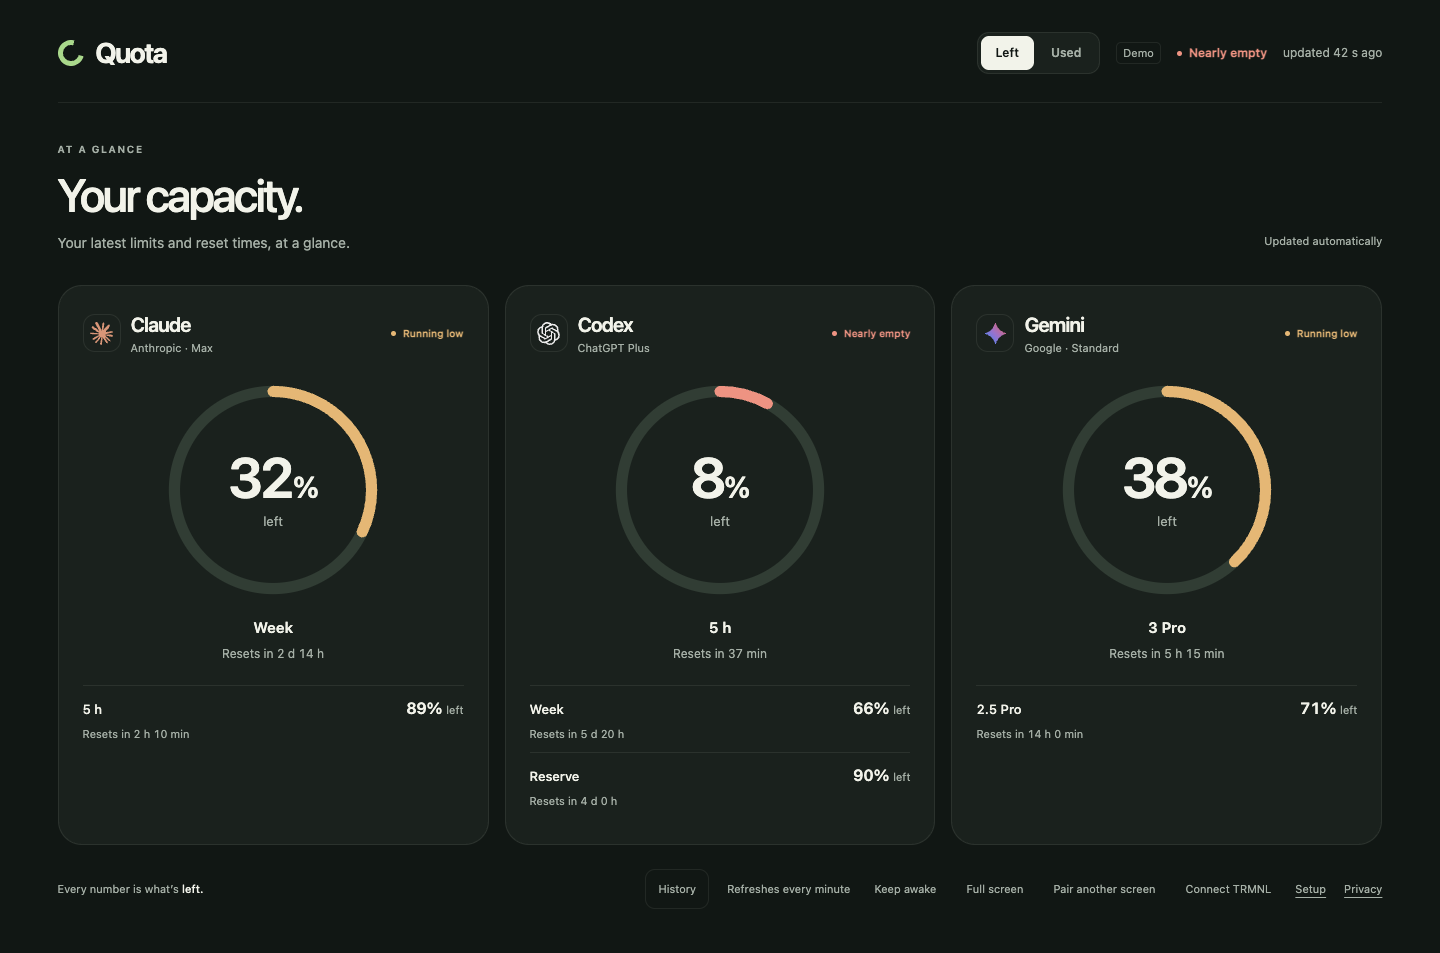 Quota
Left Used Demo Nearly empty updated 42 s ago
AT A GLANCE
Your capacity.
Your latest limits and reset times, at a glance.
Updated automatically
Claude
Anthropic · Max
Running low
32%
left
Week
Resets in 2 d 14 h
5 h 89% left
Resets in 2 h 10 min
Codex
ChatGPT Plus
Nearly empty
8%
left
5 h
Resets in 37 min
Week 66% left
Resets in 5 d 20 h
Reserve 90% left
Resets in 4 d 0 h
Gemini
Google · Standard
Running low
38%
left
3 Pro
Resets in 5 h 15 min
2.5 Pro 71% left
Resets in 14 h 0 min
Every number is what’s left.
History Refreshes every minute Keep awake Full screen Pair another screen Connect TRMNL Setup Privacy